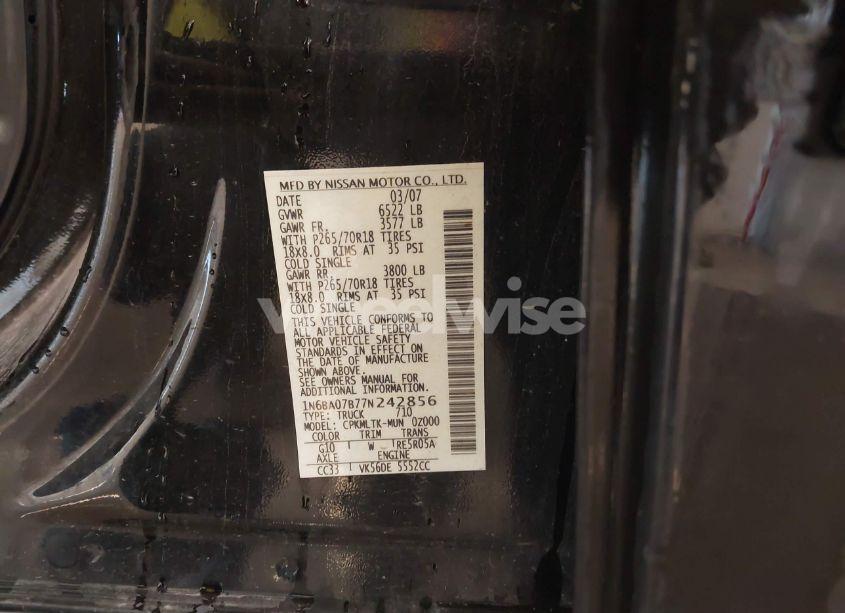 MFD BY NISSAN MOTOR CO., LTD.
DATE 03/07
GVWR 6522 LB
GAWR FR. 3577 LB
WITH P265/70R18 TIRES
18X8.0 RIMS AT 35 PSI
COLD SINGLE
GAWR RR. 3800 LB
WITH P265/70R18 TIRES
18X8.0 RIMS AT 35 PSI
COLD SINGLE
THIS VEHICLE CONFORMS TO
ALL APPLICABLE FEDERAL
MOTOR VEHICLE SAFETY
STANDARDS IN EFFECT ON
THE DATE OF MANUFACTURE
SHOWN ABOVE.
SEE OWNERS MANUAL FOR
ADDITIONAL INFORMATION.
1N6BA07B77N242856
TYPE: TRUCK /10
MODEL: CPKMLTK-MUN 0Z000
COLOR TRIM TRANS
G10 W RE5R05A
AXLE ENGINE
CC33 VK56DE 5552CC
wheelwise